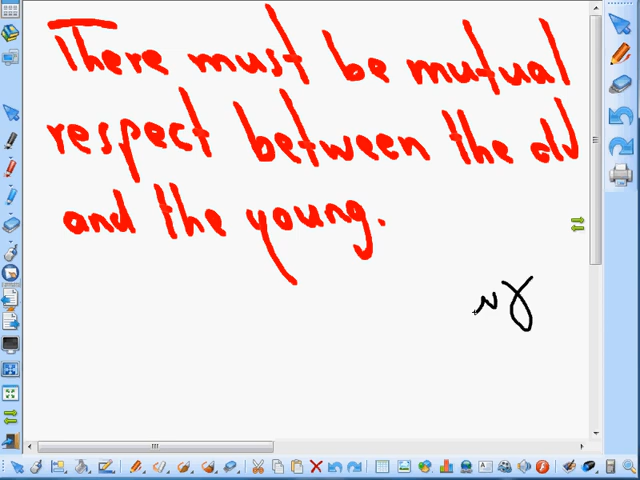 There must be mutual
respect between the old
and the young.